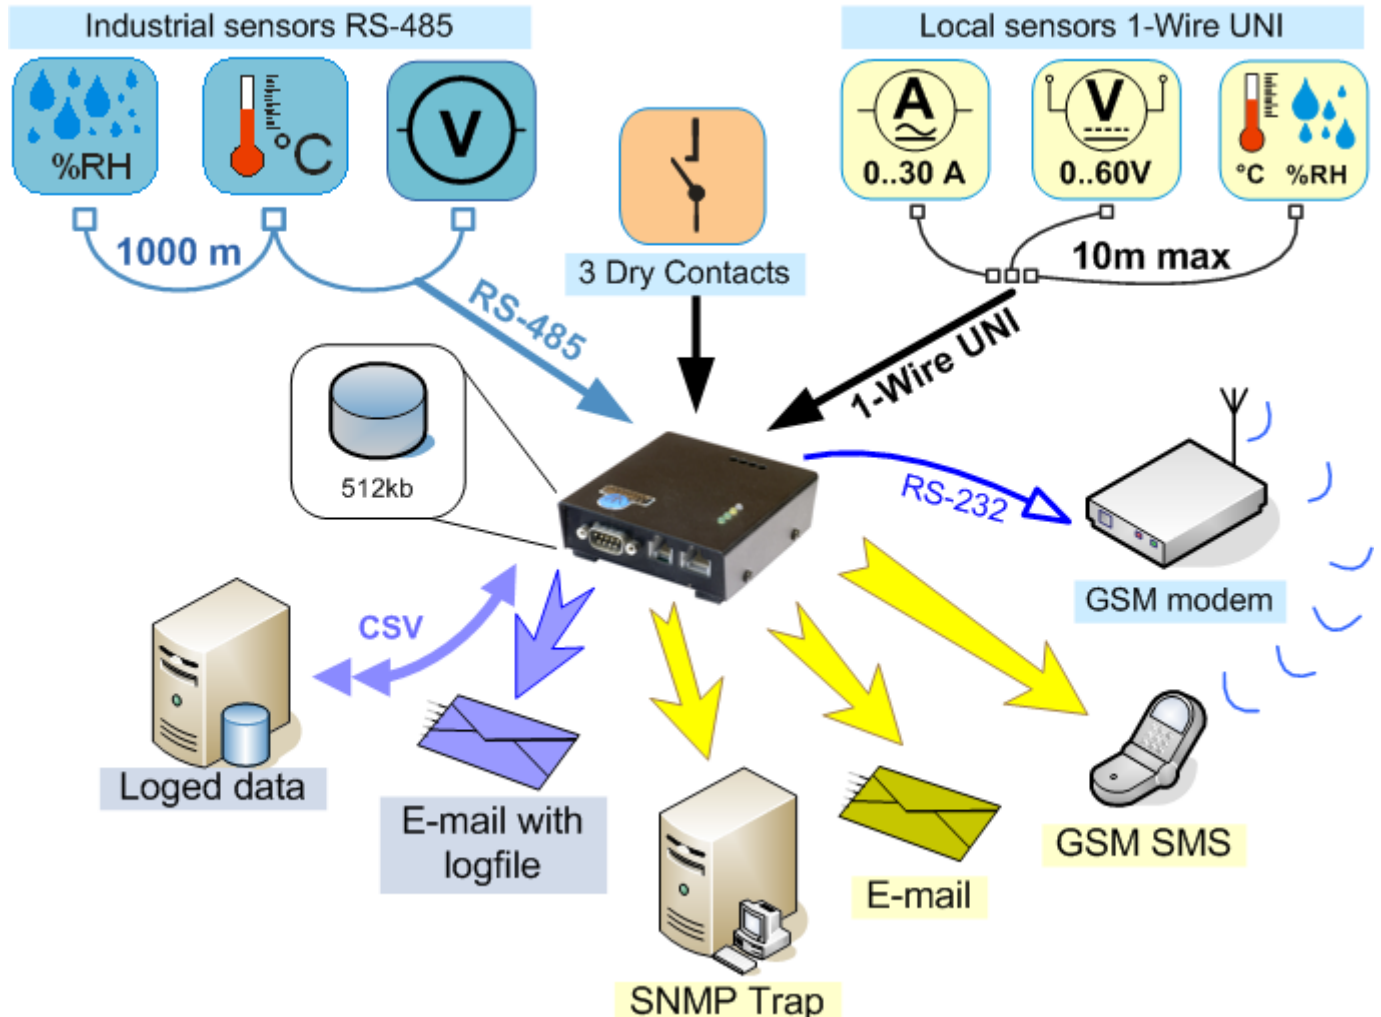 Industrial sensors RS-485
Local sensors 1-Wire UNI
%RH
°C
V
A
0..30 A
V
0..60V
°C %RH
1000 m
3 Dry Contacts
10m max
RS-485
1-Wire UNI
512kb
RS-232
GSM modem
CSV
Loged data
E-mail with
logfile
SNMP Trap
E-mail
GSM SMS